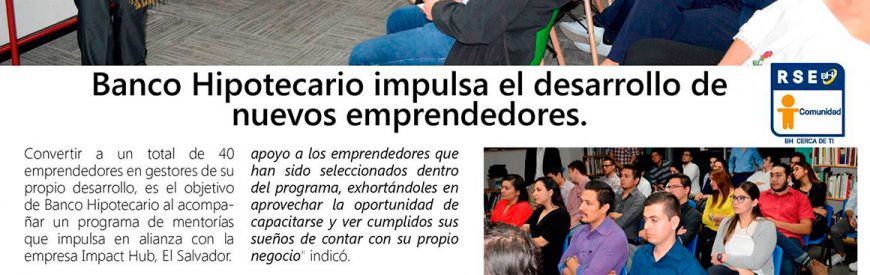 Banco Hipotecario impulsa el desarrollo de
nuevos emprendedores.
RSE BH
Comunidad
BH CERCA DE TI
Convertir a un total de 40
emprendedores en gestores de su
propio desarrollo, es el objetivo
de Banco Hipotecario al acompa-
ñar un programa de mentorías
que impulsa en alianza con la
empresa Impact Hub, El Salvador.
apoyo a los emprendedores que
han sido seleccionados dentro
del programa, exhortándoles en
aprovechar la oportunidad de
capacitarse y ver cumplidos sus
sueños de contar con su propio
negocio" indicó.